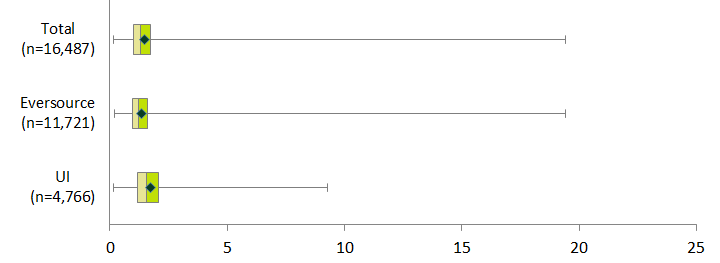 Total
(n=16,487)
Eversource
(n=11,721)
UI
(n=4,766)
0 5 10 15 20 25